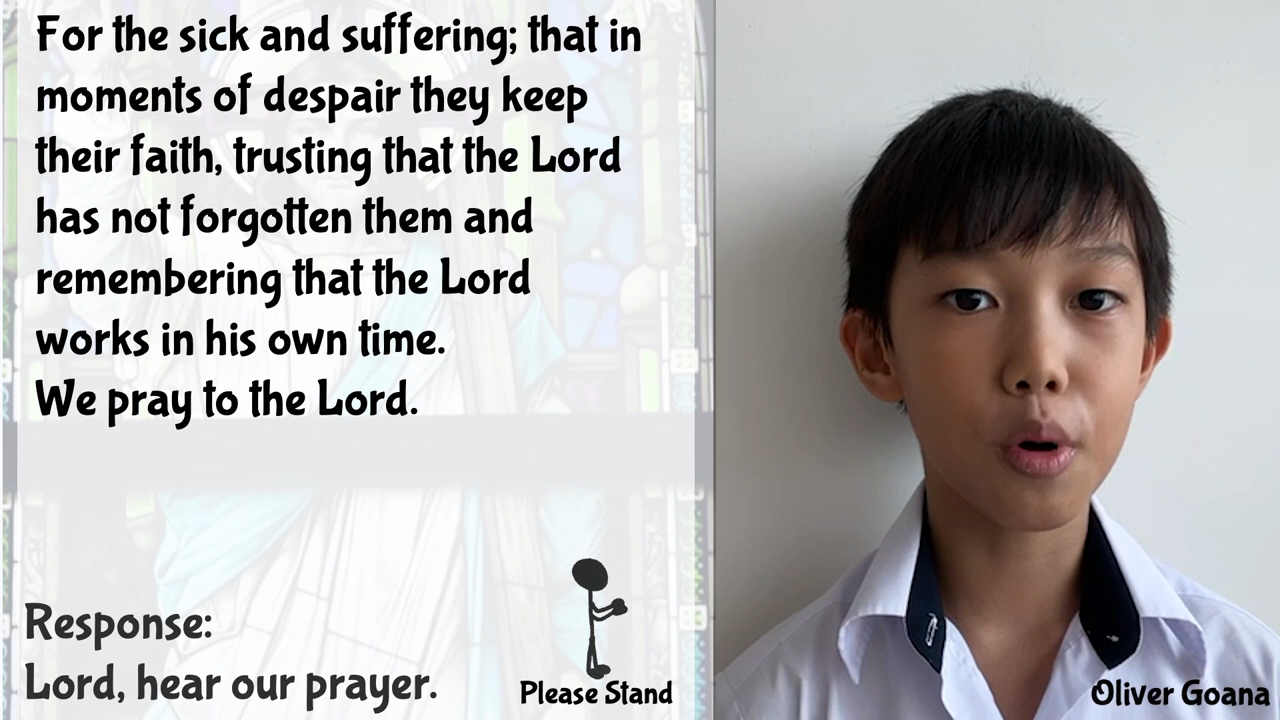 For the sick and suffering; that in
moments of despair they keep
their faith, trusting that the Lord
has not forgotten them and
remembering that the Lord
works in his own time.
We pray to the Lord.
Response:
Lord, hear our prayer.
Please Stand
Oliver Goana